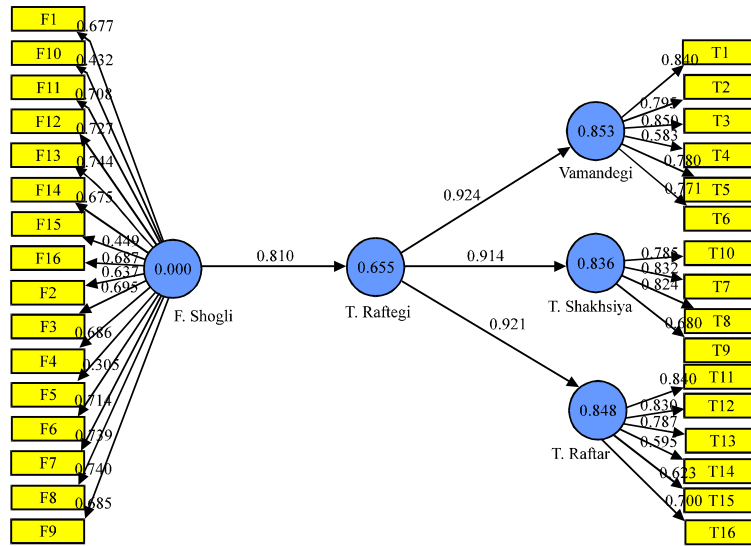 F1
0.677
F10
0.432
F11
0.708
F12
0.727
F13
0.744
F14
0.675
F15
0.449
F16
0.687
0.637
F2
0.695
F3
0.686
F4
0.305
F5
0.714
F6
0.739
F7
0.740
F8
0.685
F9
0.000
F. Shogli
0.810
0.655
T. Raftegi
0.924
0.914
0.921
0.853
Vamandegi
0.836
T. Shakhsiya
0.848
T. Raftar
T1
0.840
T2
0.795
T3
0.850
0.583
T4
0.780
T5
0.771
T6
T10
0.785
0.832
T7
0.824
T8
0.680
T9
T11
0.840
T12
0.830
0.787
T13
0.595
T14
0.623
T15
0.700
T16